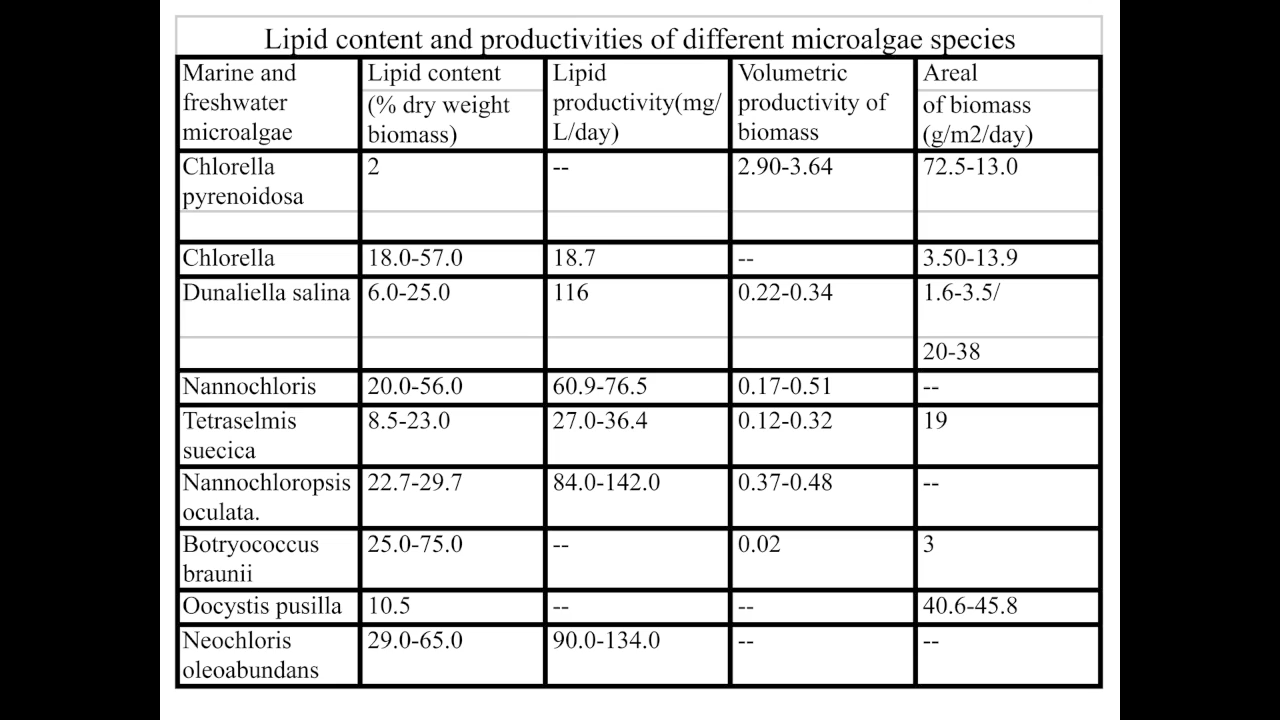 Lipid content and productivities of different microalgae species
Marine and freshwater microalgae | Lipid content (% dry weight biomass) | Lipid productivity(mg/L/day) | Volumetric productivity of biomass | Areal of biomass (g/m2/day)
Chlorella pyrenoidosa | 2 | -- | 2.90-3.64 | 72.5-13.0
Chlorella | 18.0-57.0 | 18.7 | -- | 3.50-13.9
Dunaliella salina | 6.0-25.0 | 116 | 0.22-0.34 | 1.6-3.5/
20-38
Nannochloris | 20.0-56.0 | 60.9-76.5 | 0.17-0.51 | --
Tetraselmis suecica | 8.5-23.0 | 27.0-36.4 | 0.12-0.32 | 19
Nannochloropsis oculata. | 22.7-29.7 | 84.0-142.0 | 0.37-0.48 | --
Botryococcus braunii | 25.0-75.0 | -- | 0.02 | 3
Oocystis pusilla | 10.5 | -- | -- | 40.6-45.8
Neochloris oleoabundans | 29.0-65.0 | 90.0-134.0 | -- | --